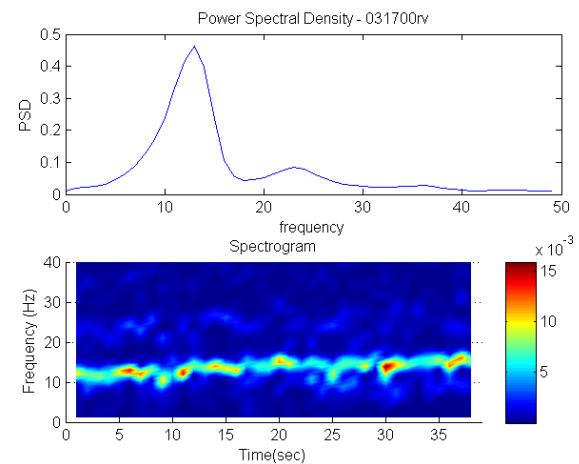 Power Spectral Density - 031700rv
0.5
0.4
0.3
0.2
0.1
0
PSD
0 10 20 30 40 50
frequency
Spectrogram
40
30
20
10
0
Frequency (Hz)
0 5 10 15 20 25 30 35
Time(sec)
x 10^-3
15
10
5